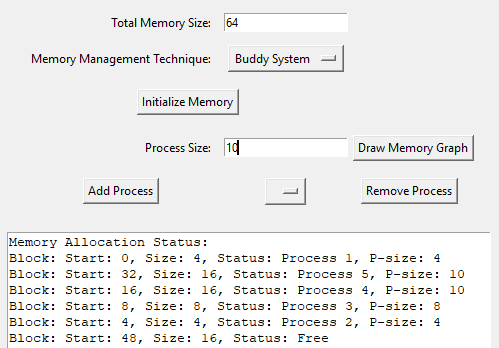 Total Memory Size: 64
Memory Management Technique: Buddy System
Initialize Memory
Process Size: 10 Draw Memory Graph
Add Process Remove Process
Memory Allocation Status:
Block: Start: 0, Size: 4, Status: Process 1, P-size: 4
Block: Start: 32, Size: 16, Status: Process 5, P-size: 10
Block: Start: 16, Size: 16, Status: Process 4, P-size: 10
Block: Start: 8, Size: 8, Status: Process 3, P-size: 8
Block: Start: 4, Size: 4, Status: Process 2, P-size: 4
Block: Start: 48, Size: 16, Status: Free